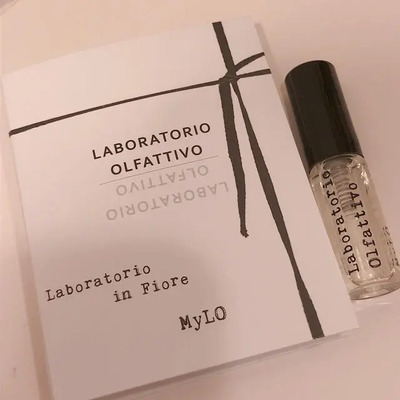 LABORATORIO
OLFATTIVO
OLFATTIVO
LABORATORIO
Laboratorio
in Fiore
MyLO
Laboratorio
Olfattivo